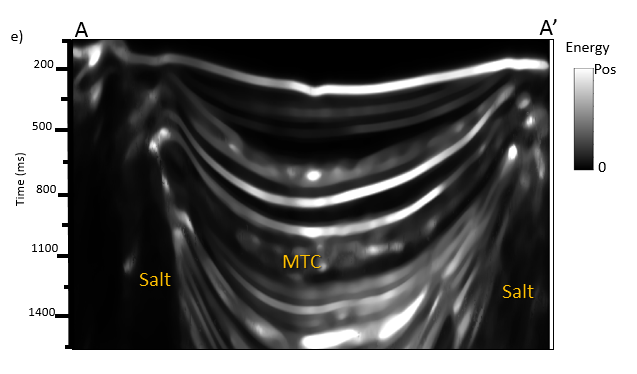 e)
A
A'
Energy
Pos
0
Time (ms)
200
500
800
1100
1400
MTC
Salt
Salt